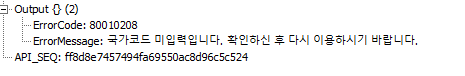 Output {} (2)
ErrorCode: 80010208
ErrorMessage: 국가코드 미입력입니다. 확인하신 후 다시 이용하시기 바랍니다.
API_SEQ: ff8d8e7457494fa69550ac8d96c5c524